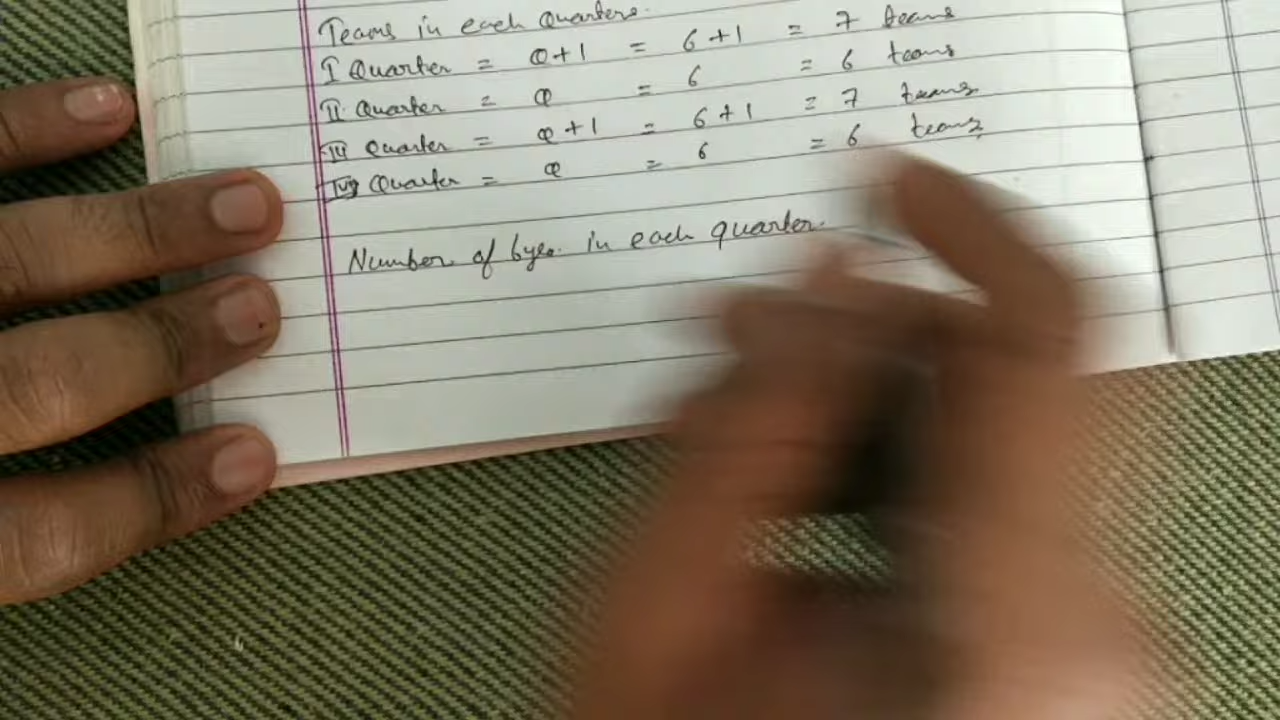 Teams in each Quarters.
I Quarter = Q+1 = 6+1 = 7 teams
II Quarter = Q = 6 = 6 teams
III Quarter = Q+1 = 6+1 = 7 teams
IV Quarter = Q = 6 = 6 teams
Number of bye. in each quarter.